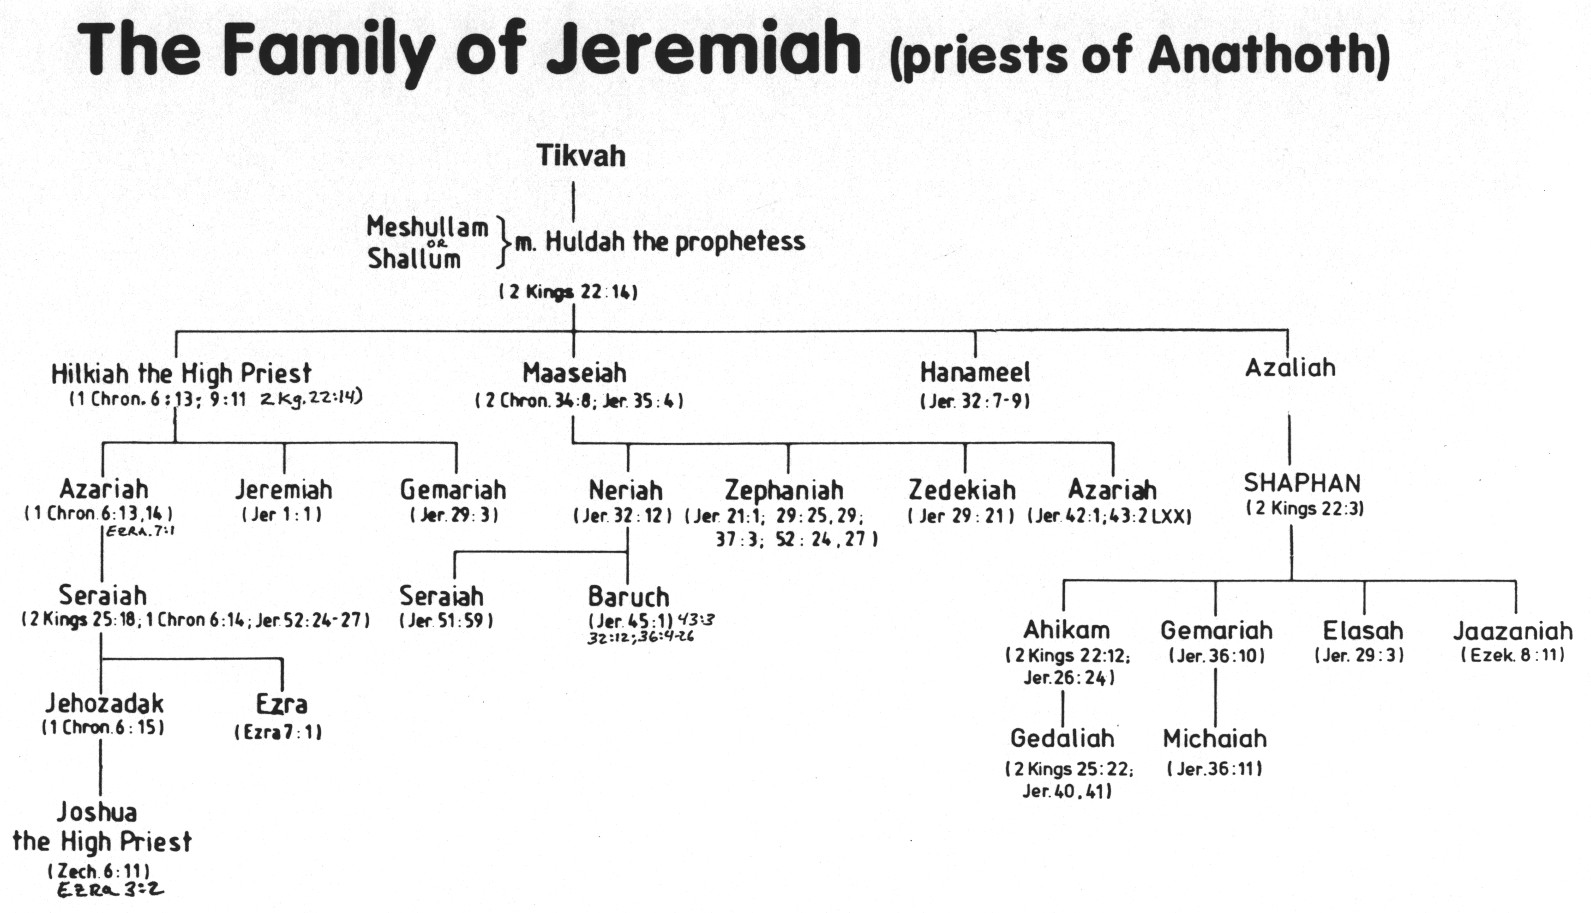 The Family of Jeremiah (priests of Anathoth)
Tikvah
Meshullam
OR
Shallum
m. Huldah the prophetess
(2 Kings 22:14)
Hilkiah the High Priest
(1 Chron. 6:13; 9:11 2 Kg. 22:14)
Maaseiah
(2 Chron. 34:8; Jer. 35:4)
Hanameel
(Jer. 32:7-9)
Azaliah
Azariah
(1 Chron. 6:13,14)
EZRA. 7:1
Jeremiah
(Jer 1:1)
Gemariah
(Jer. 29:3)
Neriah
(Jer. 32:12)
Zephaniah
(Jer. 21:1; 29:25,29;
37:3; 52:24,27)
Zedekiah
(Jer 29:21)
Azariah
(Jer. 42:1; 43:2 LXX)
SHAPHAN
(2 Kings 22:3)
Seraiah
(2 Kings 25:18; 1 Chron 6:14; Jer. 52:24-27)
Seraiah
(Jer. 51:59)
Baruch
(Jer. 45:1) 43:3
32:12; 36:4-26
Ahikam
(2 Kings 22:12;
Jer. 26:24)
Gemariah
(Jer. 36:10)
Elasah
(Jer. 29:3)
Jaazaniah
(Ezek. 8:11)
Jehozadak
(1 Chron. 6:15)
Ezra
(Ezra 7:1)
Gedaliah
(2 Kings 25:22;
Jer. 40,41)
Michaiah
(Jer. 36:11)
Joshua
the High Priest
(Zech. 6:11)
EZRA 3:2